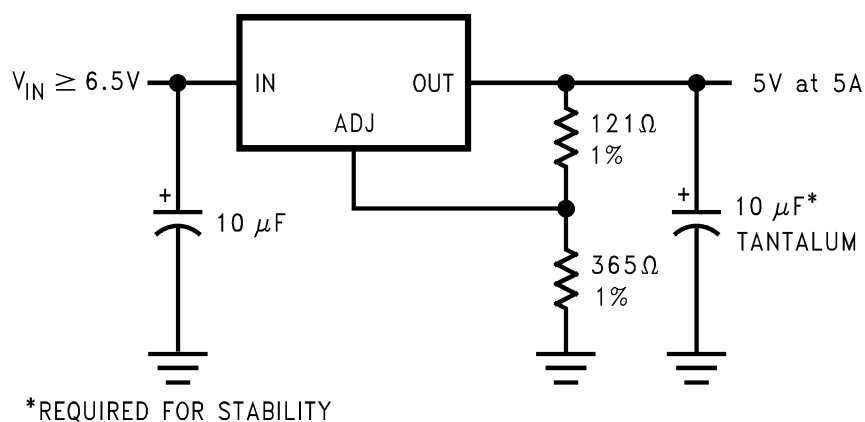 V_IN ≥ 6.5V
IN
OUT
ADJ
5V at 5A
121Ω
1%
10 μF
365Ω
1%
10 μF*
TANTALUM
*REQUIRED FOR STABILITY
+
+